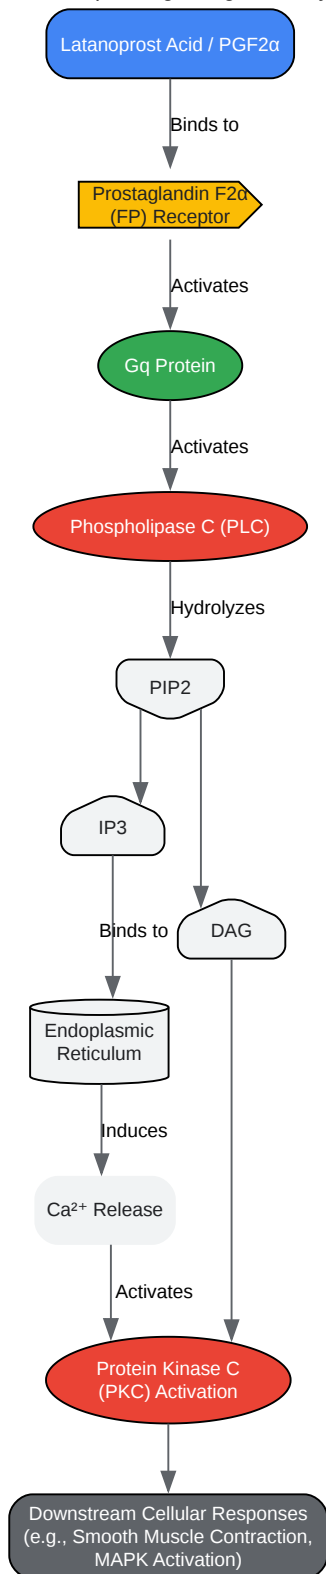 Latanoprost Acid / PGF2α
Binds to
Prostaglandin F2α
(FP) Receptor
Activates
Gq Protein
Activates
Phospholipase C (PLC)
Hydrolyzes
PIP2
IP3
Binds to
DAG
Endoplasmic
Reticulum
Induces
Ca²⁺ Release
Activates
Protein Kinase C
(PKC) Activation
Downstream Cellular Responses
(e.g., Smooth Muscle Contraction,
MAPK Activation)